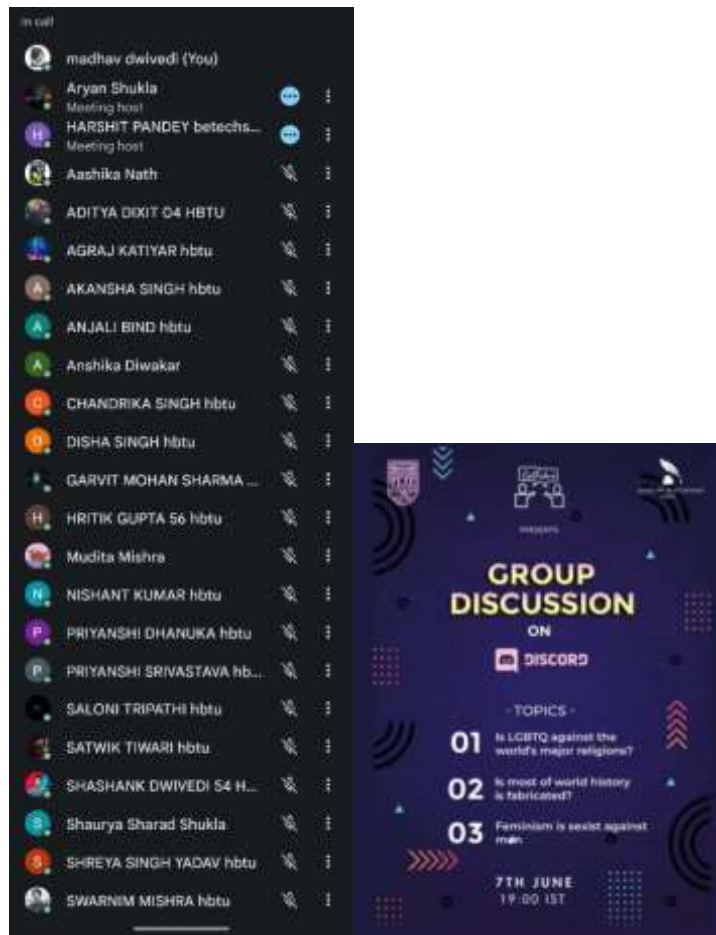 In call
madhav dwivedi (You)
Aryan Shukla
Meeting host
HARSHIT PANDEY betechs...
Meeting host
Aashika Nath
ADITYA DIXIT 04 HBTU
AGRAJ KATIYAR hbtu
AKANSHA SINGH hbtu
ANJALI BIND hbtu
Anshika Diwakar
CHANDRIKA SINGH hbtu
DISHA SINGH hbtu
GARVIT MOHAN SHARMA ...
HRITIK GUPTA 56 hbtu
Mudita Mishra
NISHANT KUMAR hbtu
PRIYANSHI DHANUKA hbtu
PRIYANSHI SRIVASTAVA hb...
SALONI TRIPATHI hbtu
SATWIK TIWARI hbtu
SHASHANK DWIVEDI 54 H...
Shaurya Sharad Shukla
SHREYA SINGH YADAV hbtu
SWARNIM MISHRA hbtu
PRESENTS
GROUP
DISCUSSION
ON
DISCORD
- TOPICS -
01 Is LGBTQ against the
world's major religions?
02 Is most of world history
is fabricated?
03 Feminism is sexist against
men
7TH JUNE
19:00 IST